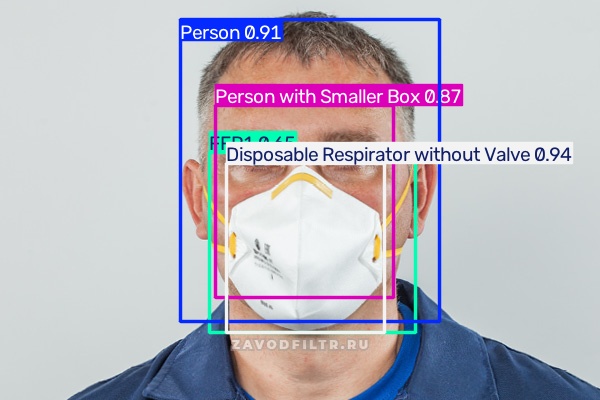 Person 0.91
Person with Smaller Box 0.87
FFP1 0.65
Disposable Respirator without Valve 0.94
ZAVODFILTR.RU